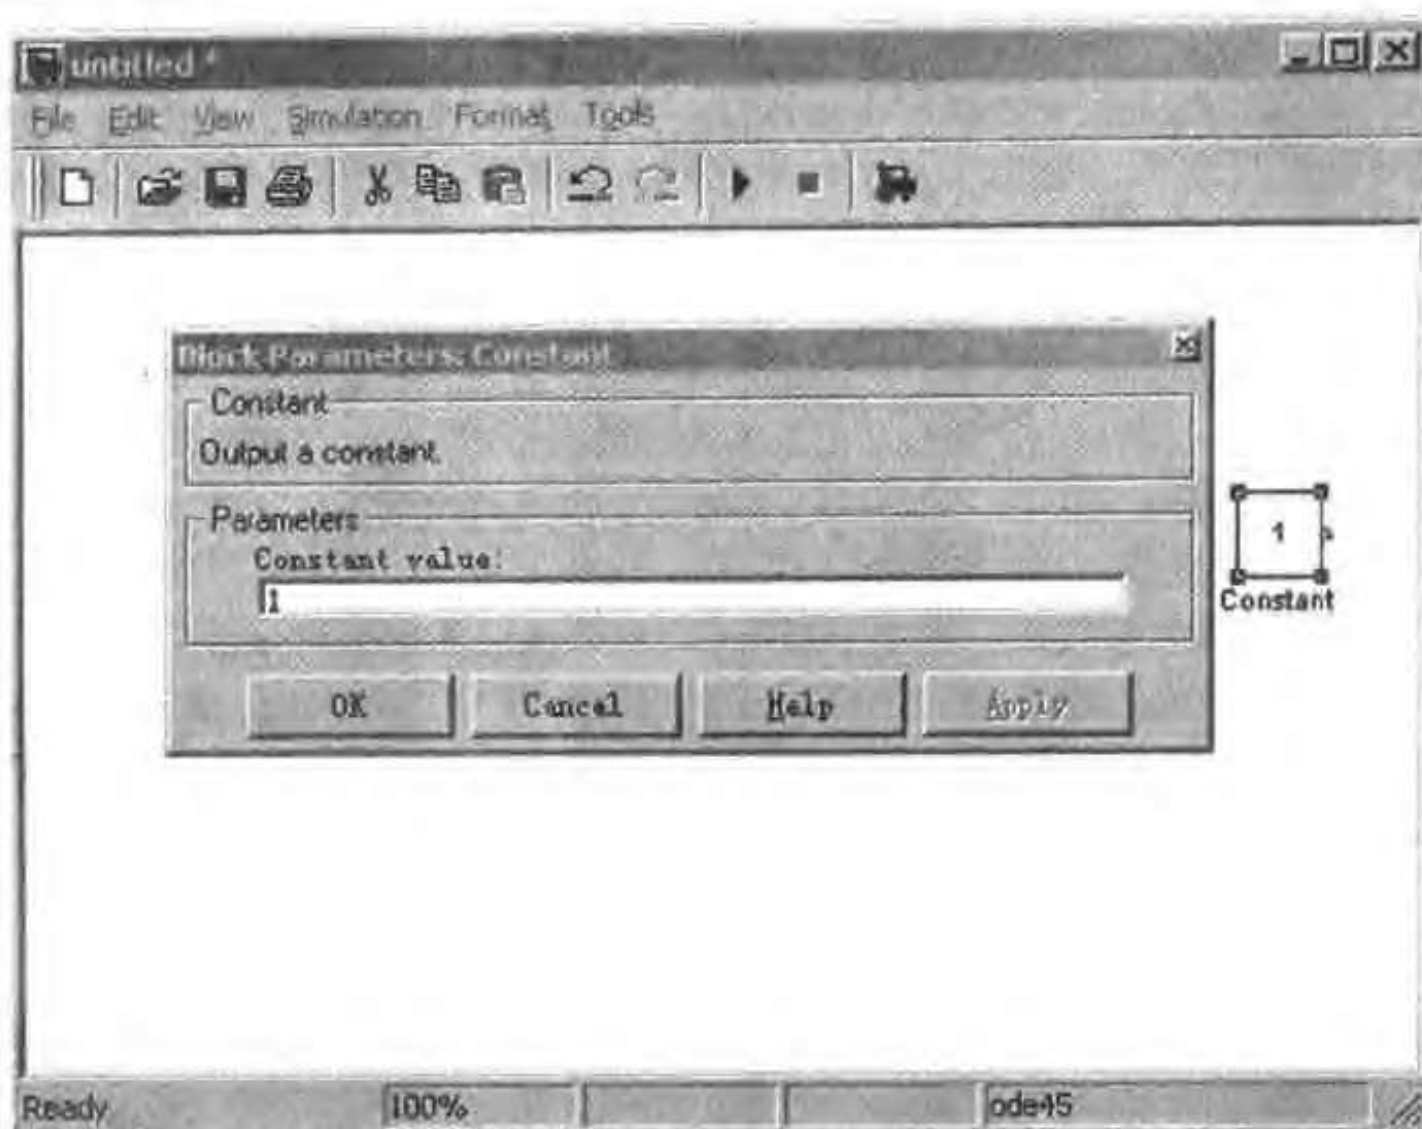 untitled *
File Edit View Simulation Format Tools
Block Parameters: Constant
Constant
Output a constant.
Parameters
Constant value:
1
OK Cancel Help Apply
1
Constant
Ready 100% ode45